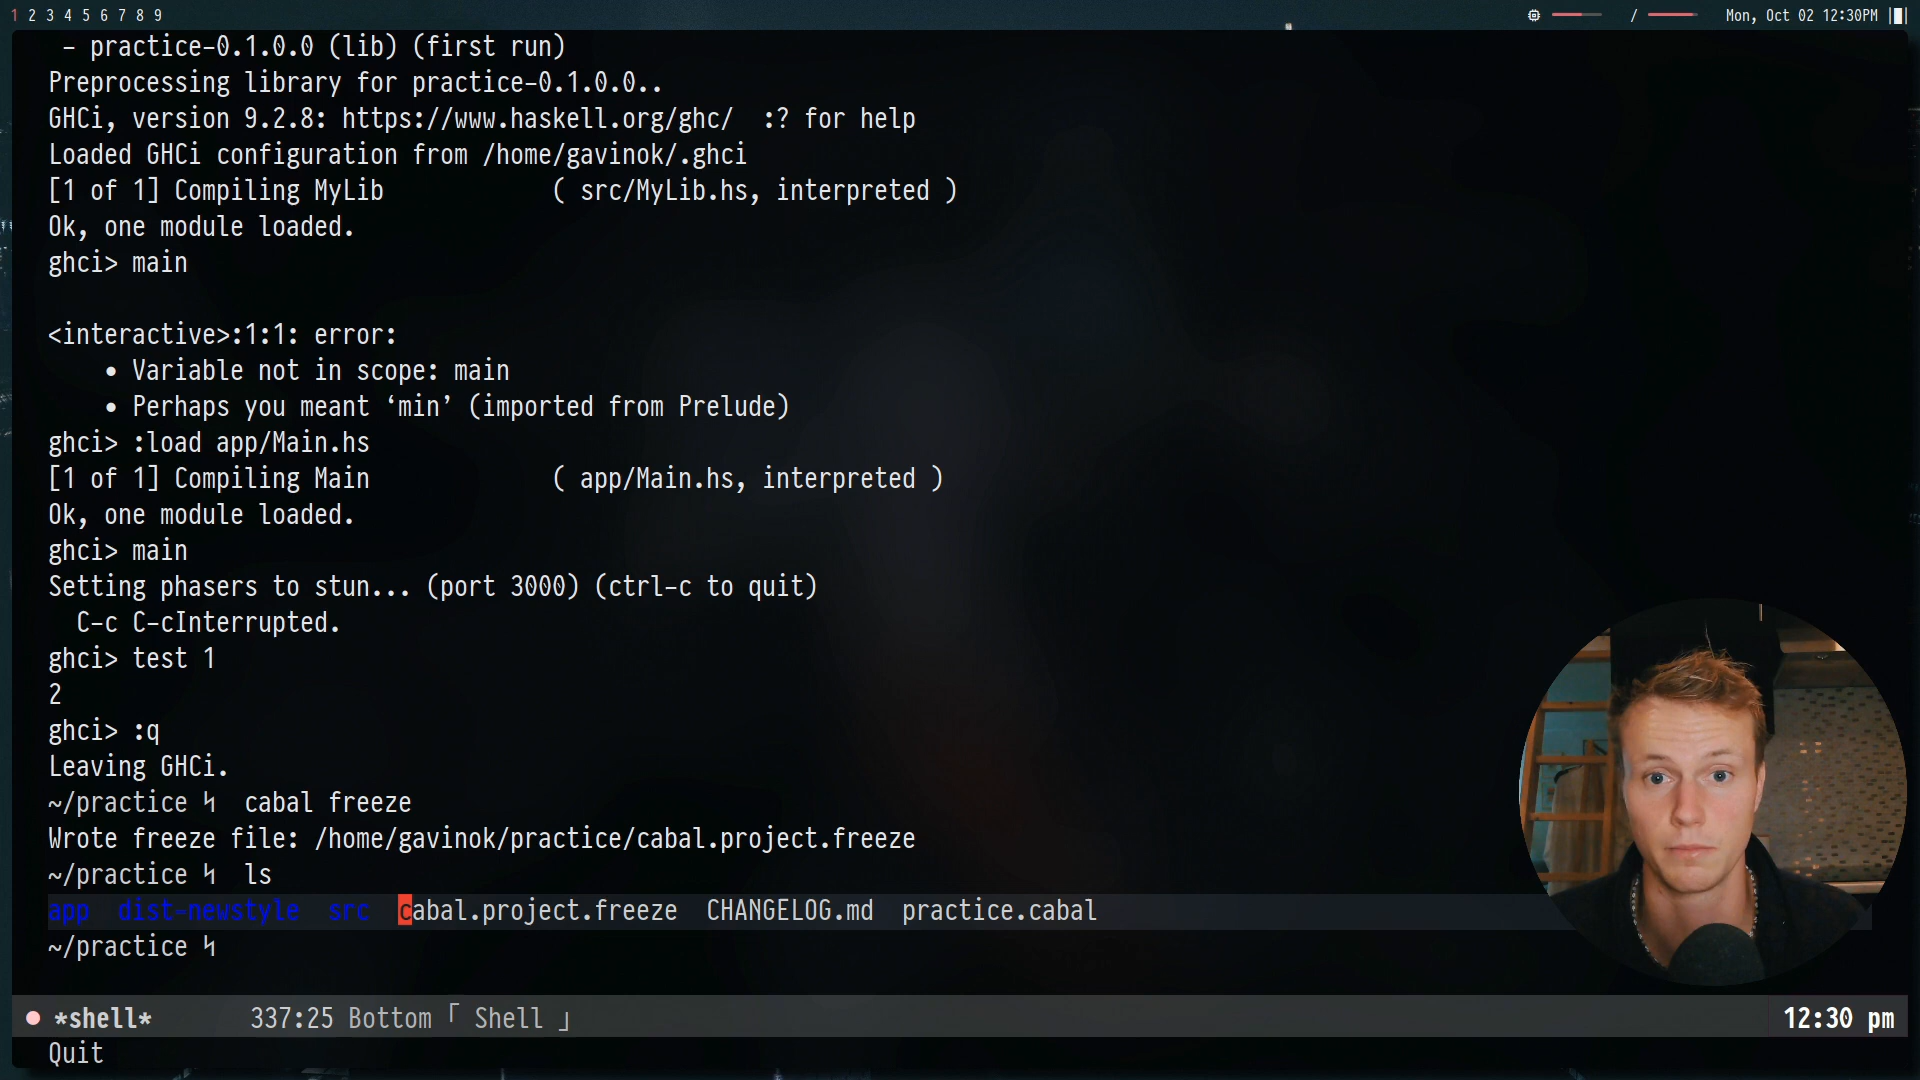 1 2 3 4 5 6 7 8 9
/ Mon, Oct 02 12:30PM
- practice-0.1.0.0 (lib) (first run)
Preprocessing library for practice-0.1.0.0..
GHCi, version 9.2.8: https://www.haskell.org/ghc/  :? for help
Loaded GHCi configuration from /home/gavinok/.ghci
[1 of 1] Compiling MyLib            ( src/MyLib.hs, interpreted )
Ok, one module loaded.
ghci> main
<interactive>:1:1: error:
• Variable not in scope: main
• Perhaps you meant ‘min’ (imported from Prelude)
ghci> :load app/Main.hs
[1 of 1] Compiling Main             ( app/Main.hs, interpreted )
Ok, one module loaded.
ghci> main
Setting phasers to stun... (port 3000) (ctrl-c to quit)
C-c C-cInterrupted.
ghci> test 1
2
ghci> :q
Leaving GHCi.
~/practice ϟ  cabal freeze
Wrote freeze file: /home/gavinok/practice/cabal.project.freeze
~/practice ϟ  ls
app  dist-newstyle  src  cabal.project.freeze  CHANGELOG.md  practice.cabal
~/practice ϟ
*shell*       337:25 Bottom「 Shell 」 12:30 pm
Quit